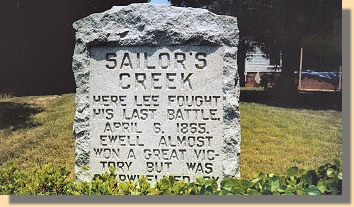 SAILOR'S
CREEK
HERE LEE FOUGHT
HIS LAST BATTLE,
APRIL 6, 1865.
EWELL ALMOST
WON A GREAT VIC-
TORY BUT WAS